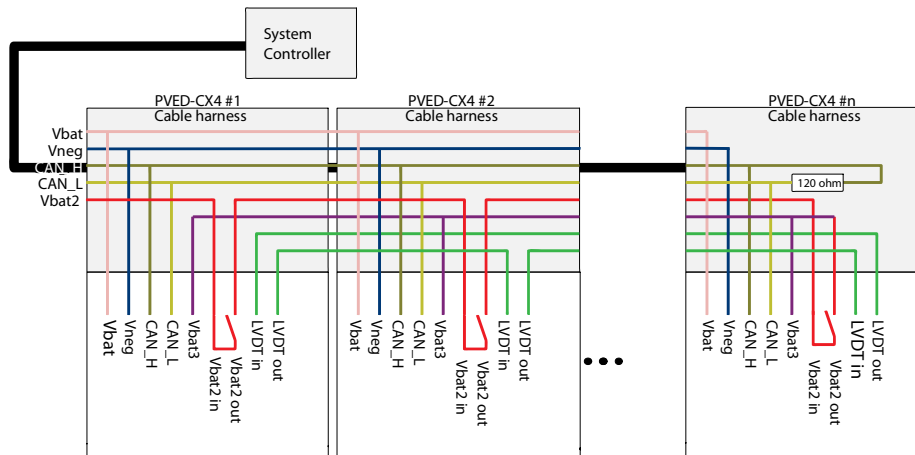 System
Controller
PVED-CX4 #1
Cable harness
PVED-CX4 #2
Cable harness
PVED-CX4 #n
Cable harness
Vbat
Vneg
CAN_H
CAN_L
Vbat2
120 ohm
Vbat
Vneg
CAN_H
CAN_L
Vbat3
Vbat2 in
Vbat2 out
LVDT in
LVDT out
Vbat
Vneg
CAN_H
CAN_L
Vbat3
Vbat2 in
Vbat2 out
LVDT in
LVDT out
Vbat
Vneg
CAN_H
CAN_L
Vbat3
Vbat2 in
Vbat2 out
LVDT in
LVDT out